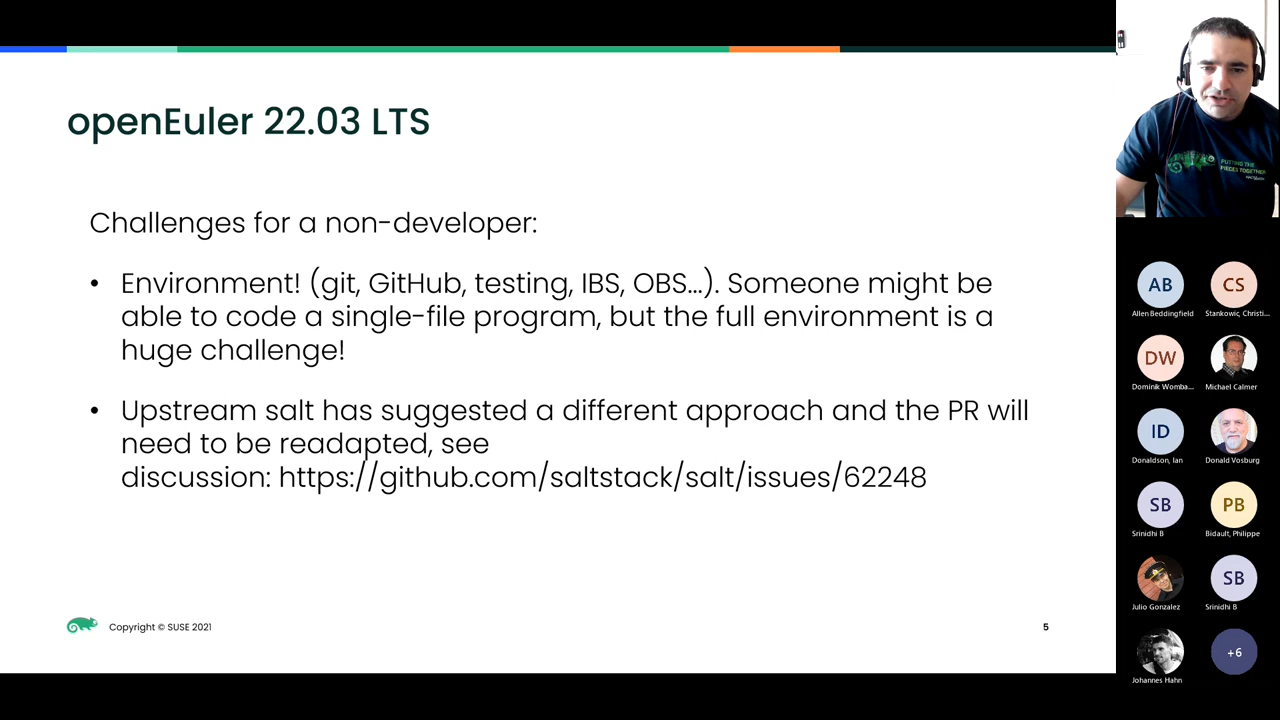 openEuler 22.03 LTS
Challenges for a non-developer:
• Environment! (git, GitHub, testing, IBS, OBS...). Someone might be
able to code a single-file program, but the full environment is a
huge challenge!
• Upstream salt has suggested a different approach and the PR will
need to be readapted, see
discussion: https://github.com/saltstack/salt/issues/62248
Copyright © SUSE 2021
5
PUTTING THE
PIECES TOGETHER
AB
CS
Allen Beddingfield
Stankowic, Christi...
DW
Dominik Womba...
Michael Calmer
ID
Donaldson, Ian
Donald Vosburg
SB
PB
Srinidhi B
Bidault, Philippe
SB
Julio Gonzalez
Srinidhi B
+6
Johannes Hahn